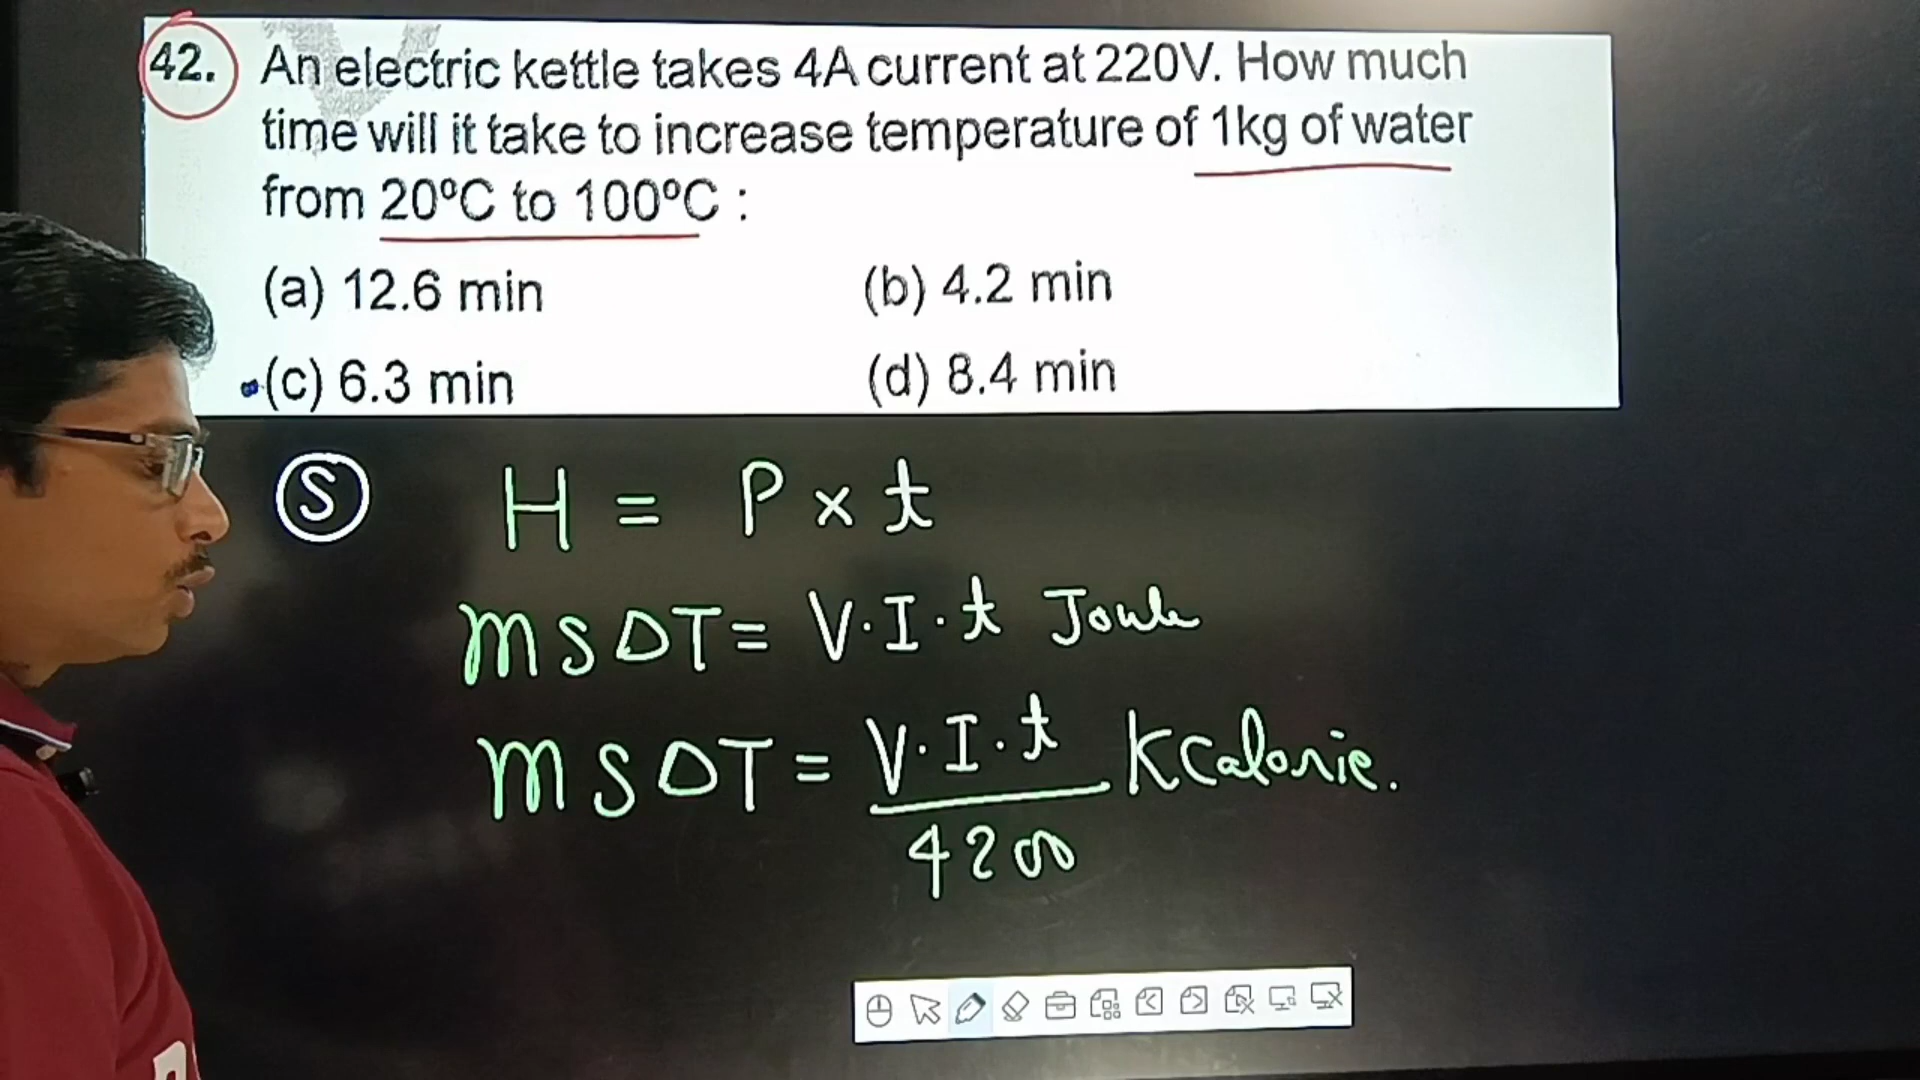 42. An electric kettle takes 4A current at 220V. How much
time will it take to increase temperature of 1kg of water
from 20ºC to 100ºC :
(a) 12.6 min (b) 4.2 min
(c) 6.3 min (d) 8.4 min
S H = P × t
msΔT = V·I·t Joule
msΔT = V·I·t Kcalorie.
4200